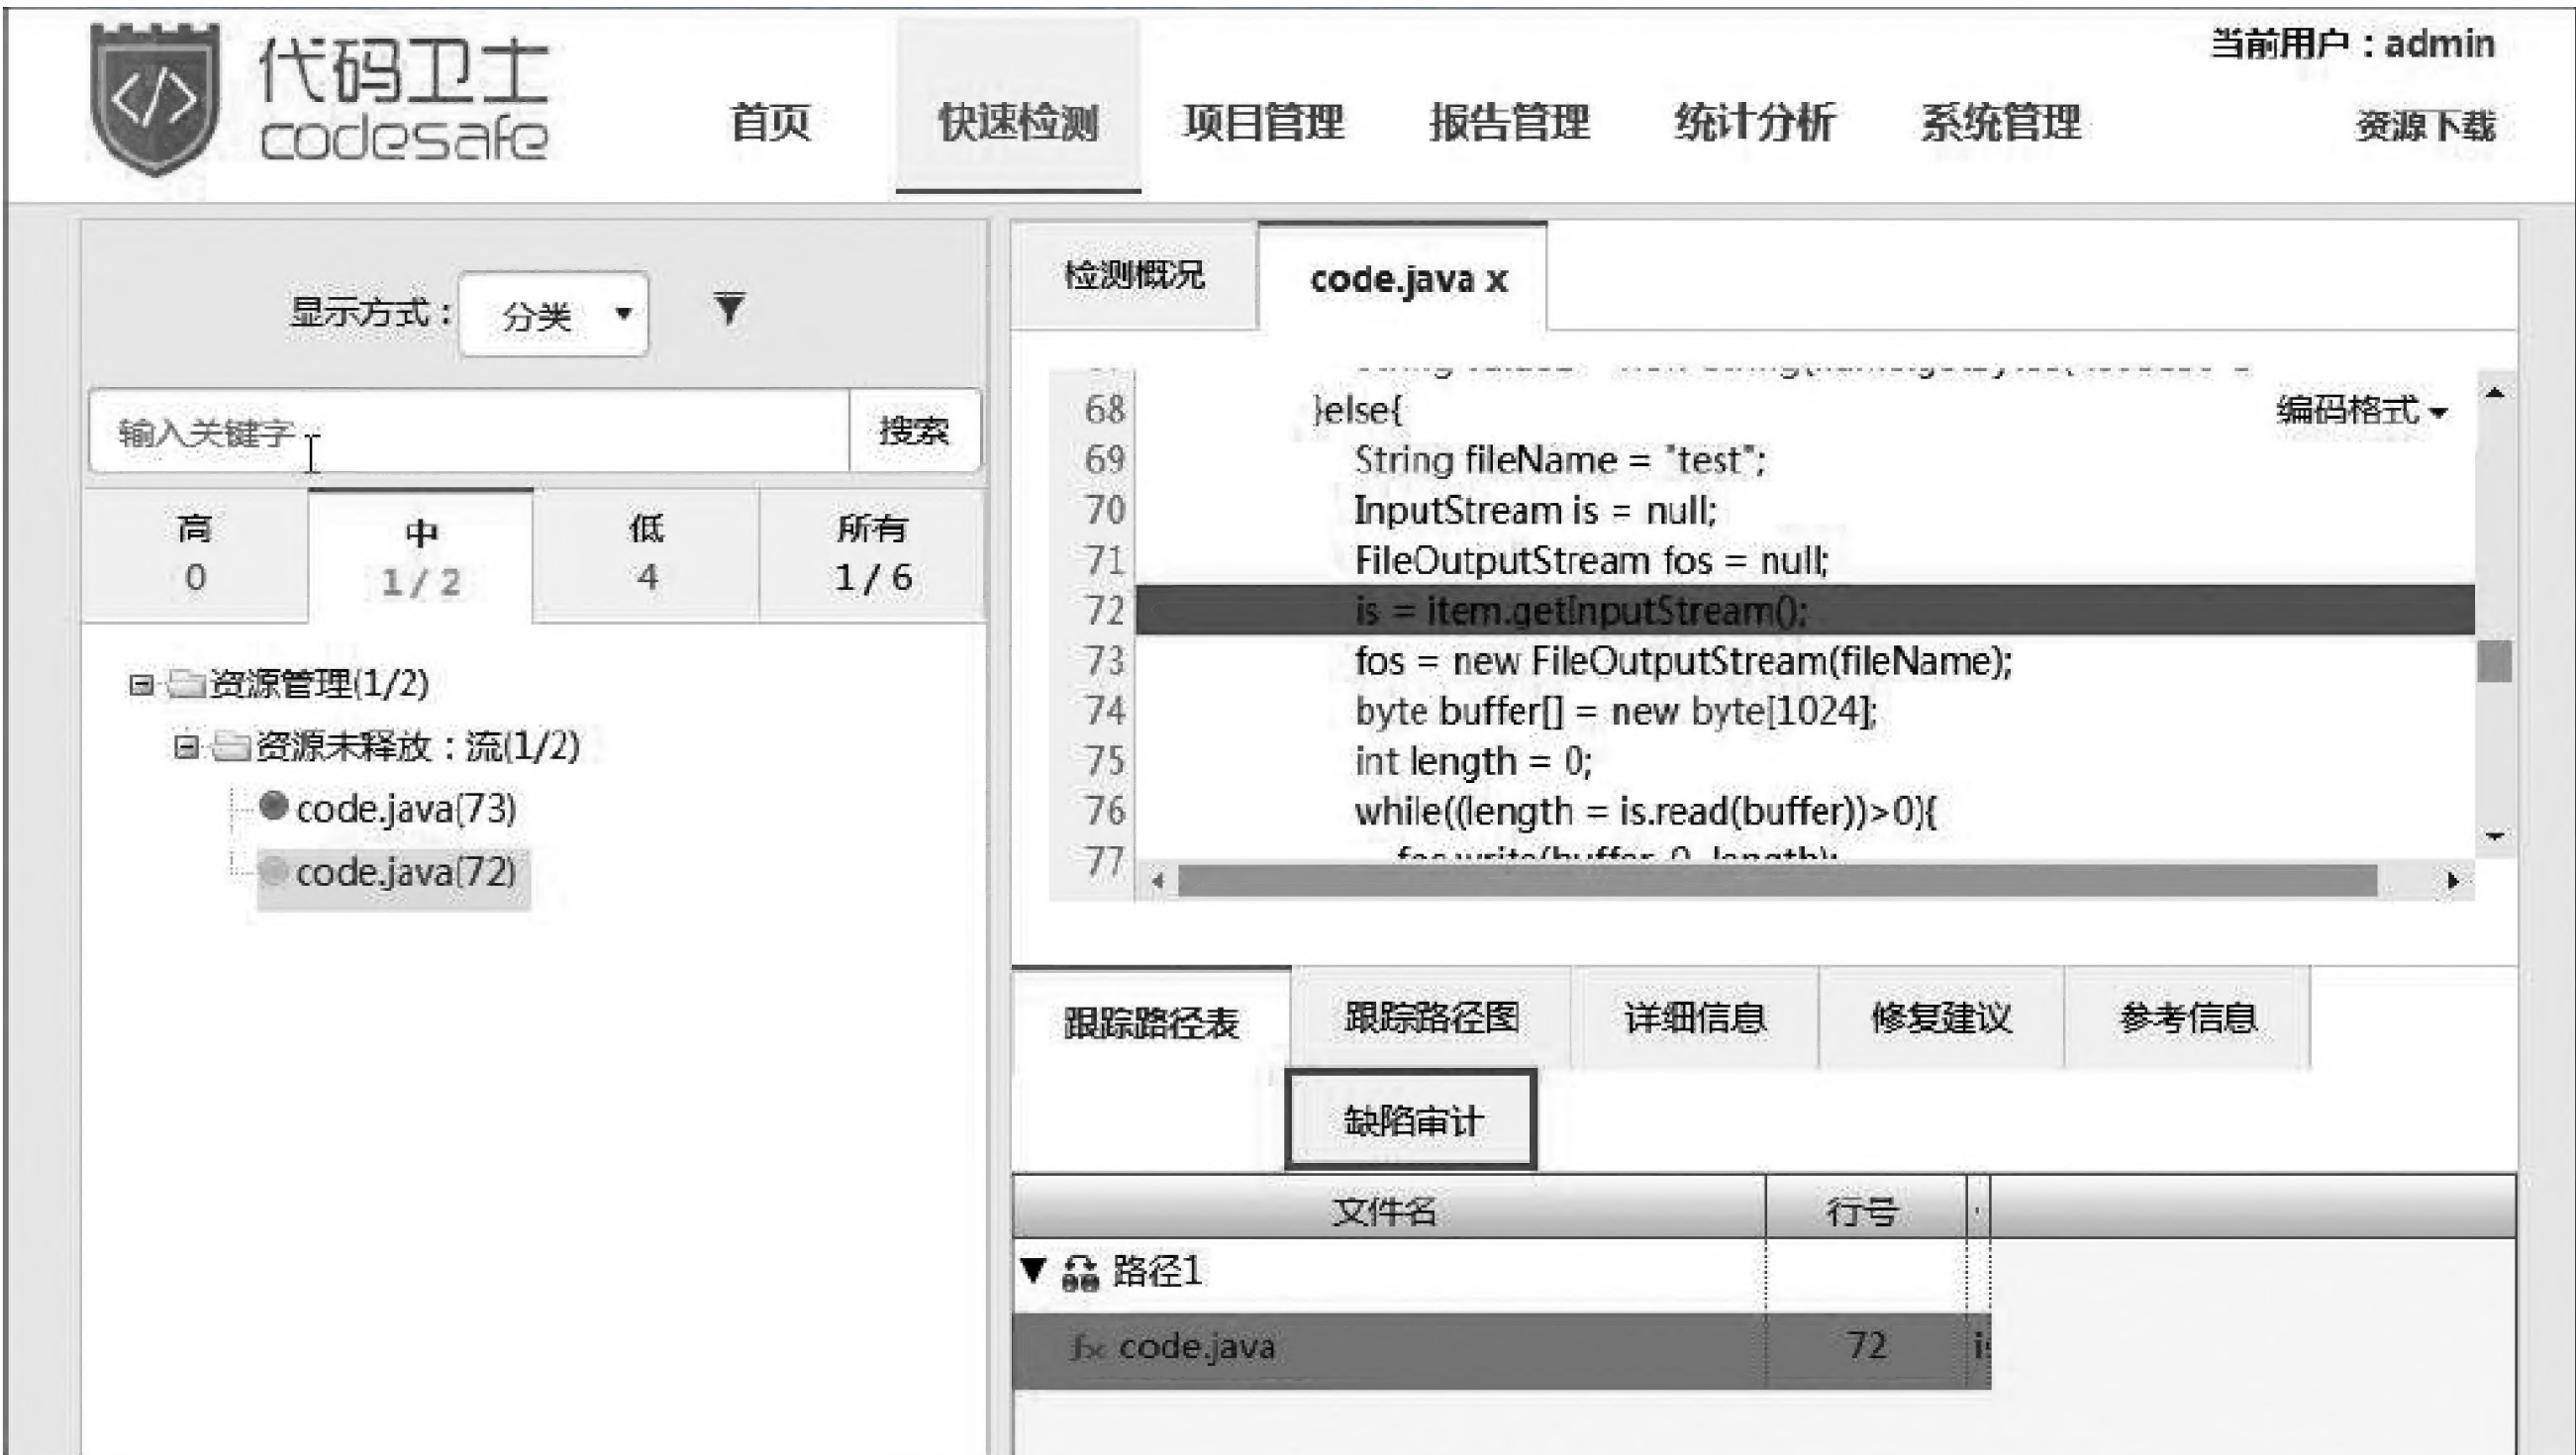 代码卫士
codesafe
当前用户：admin
首页 快速检测 项目管理 报告管理 统计分析 系统管理 资源下载
显示方式： 分类
输入关键字 搜索
高 中 低 所有
0 1 / 2 4 1 / 6
资源管理(1/2)
资源未释放：流(1/2)
code.java(73)
code.java(72)
检测概况 code.java x
编码格式
68 }else{
69 String fileName = "test";
70 InputStream is = null;
71 FileOutputStream fos = null;
72 is = item.getInputStream();
73 fos = new FileOutputStream(fileName);
74 byte buffer[] = new byte[1024];
75 int length = 0;
76 while((length = is.read(buffer))>0){
77 fos.write(buffer, 0, length);
跟踪路径表 跟踪路径图 详细信息 修复建议 参考信息
缺陷审计
文件名 行号
路径1
fx code.java 72 is